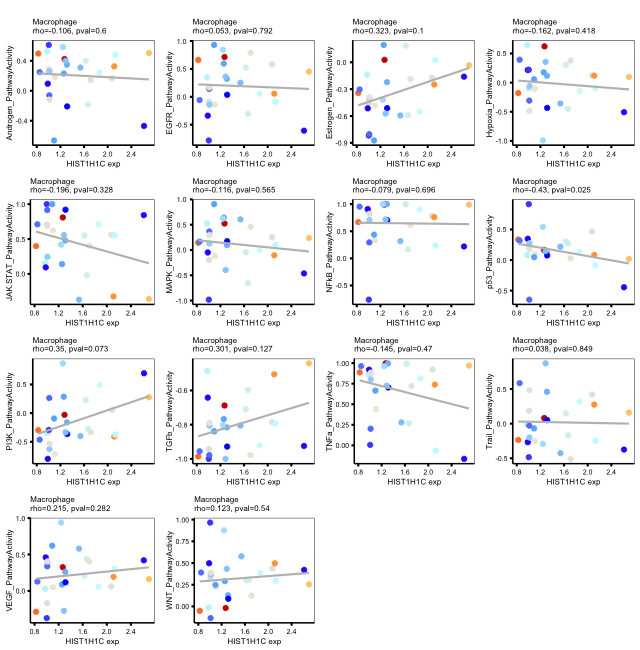 Macrophage
rho=-0.106, pval=0.6
Androgen_PathwayActivity
0.4
0.0
-0.4
0.8 1.2 1.6 2.0 2.4
HIST1H1C exp
Macrophage
rho=0.053, pval=0.792
EGFR_PathwayActivity
1.0
0.5
0.0
-0.5
0.8 1.2 1.6 2.0 2.4
HIST1H1C exp
Macrophage
rho=0.323, pval=0.1
Estrogen_PathwayActivity
0.0
-0.3
-0.6
-0.9
0.8 1.2 1.6 2.0 2.4
HIST1H1C exp
Macrophage
rho=-0.162, pval=0.418
Hypoxia_PathwayActivity
0.5
0.0
-0.5
-1.0
0.8 1.2 1.6 2.0 2.4
HIST1H1C exp
Macrophage
rho=-0.196, pval=0.328
JAK.STAT_PathwayActivity
1.0
0.5
0.0
0.8 1.2 1.6 2.0 2.4
HIST1H1C exp
Macrophage
rho=-0.116, pval=0.565
MAPK_PathwayActivity
1.0
0.5
0.0
-0.5
-1.0
0.8 1.2 1.6 2.0 2.4
HIST1H1C exp
Macrophage
rho=-0.079, pval=0.696
NFkB_PathwayActivity
1.0
0.5
0.0
-0.5
0.8 1.2 1.6 2.0 2.4
HIST1H1C exp
Macrophage
rho=-0.43, pval=0.025
p53_PathwayActivity
0.5
0.0
-0.5
0.8 1.2 1.6 2.0 2.4
HIST1H1C exp
Macrophage
rho=0.35, pval=0.073
PI3K_PathwayActivity
0.5
0.0
-0.5
0.8 1.2 1.6 2.0 2.4
HIST1H1C exp
Macrophage
rho=0.301, pval=0.127
TGFb_PathwayActivity
-0.6
-0.8
-1.0
0.8 1.2 1.6 2.0 2.4
HIST1H1C exp
Macrophage
rho=-0.145, pval=0.47
TNFa_PathwayActivity
1.00
0.75
0.50
0.25
0.00
0.8 1.2 1.6 2.0 2.4
HIST1H1C exp
Macrophage
rho=0.038, pval=0.849
Trail_PathwayActivity
0.5
0.0
-0.5
0.8 1.2 1.6 2.0 2.4
HIST1H1C exp
Macrophage
rho=0.215, pval=0.282
VEGF_PathwayActivity
1.0
0.5
0.0
0.8 1.2 1.6 2.0 2.4
HIST1H1C exp
Macrophage
rho=0.123, pval=0.54
WNT_PathwayActivity
1.00
0.75
0.50
0.25
0.00
0.8 1.2 1.6 2.0 2.4
HIST1H1C exp